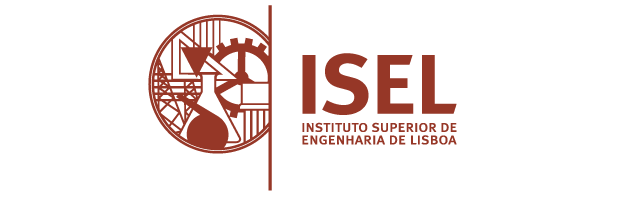 ISEL
INSTITUTO SUPERIOR DE
ENGENHARIA DE LISBOA